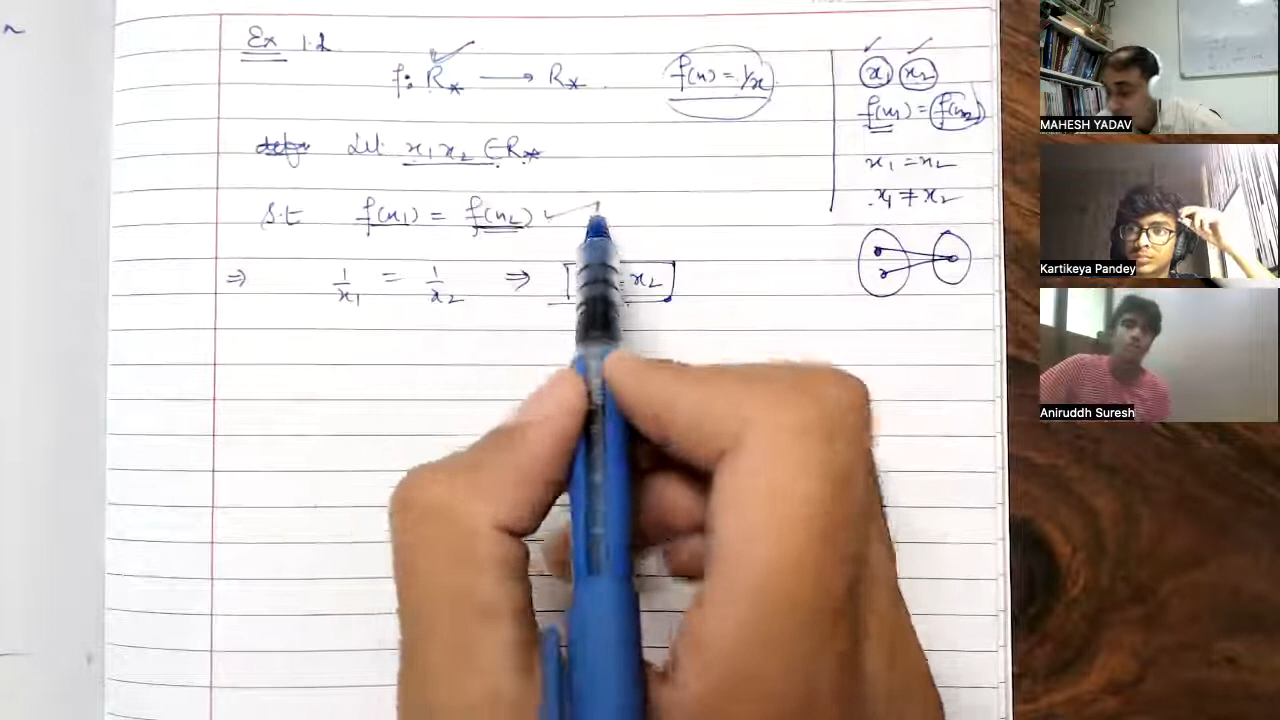 Ex 1.2
f: R* → R* f(x) = 1/x
Let x1 x2 ∈ R*
S.t f(x1) = f(x2) ✓
⇒ 1/x1 = 1/x2 ⇒ = x2
x1 x2
f(x1) = f(x2)
x1 = x2
x1 ≠ x2
MAHESH YADAV
Kartikeya Pandey
Aniruddh Suresh